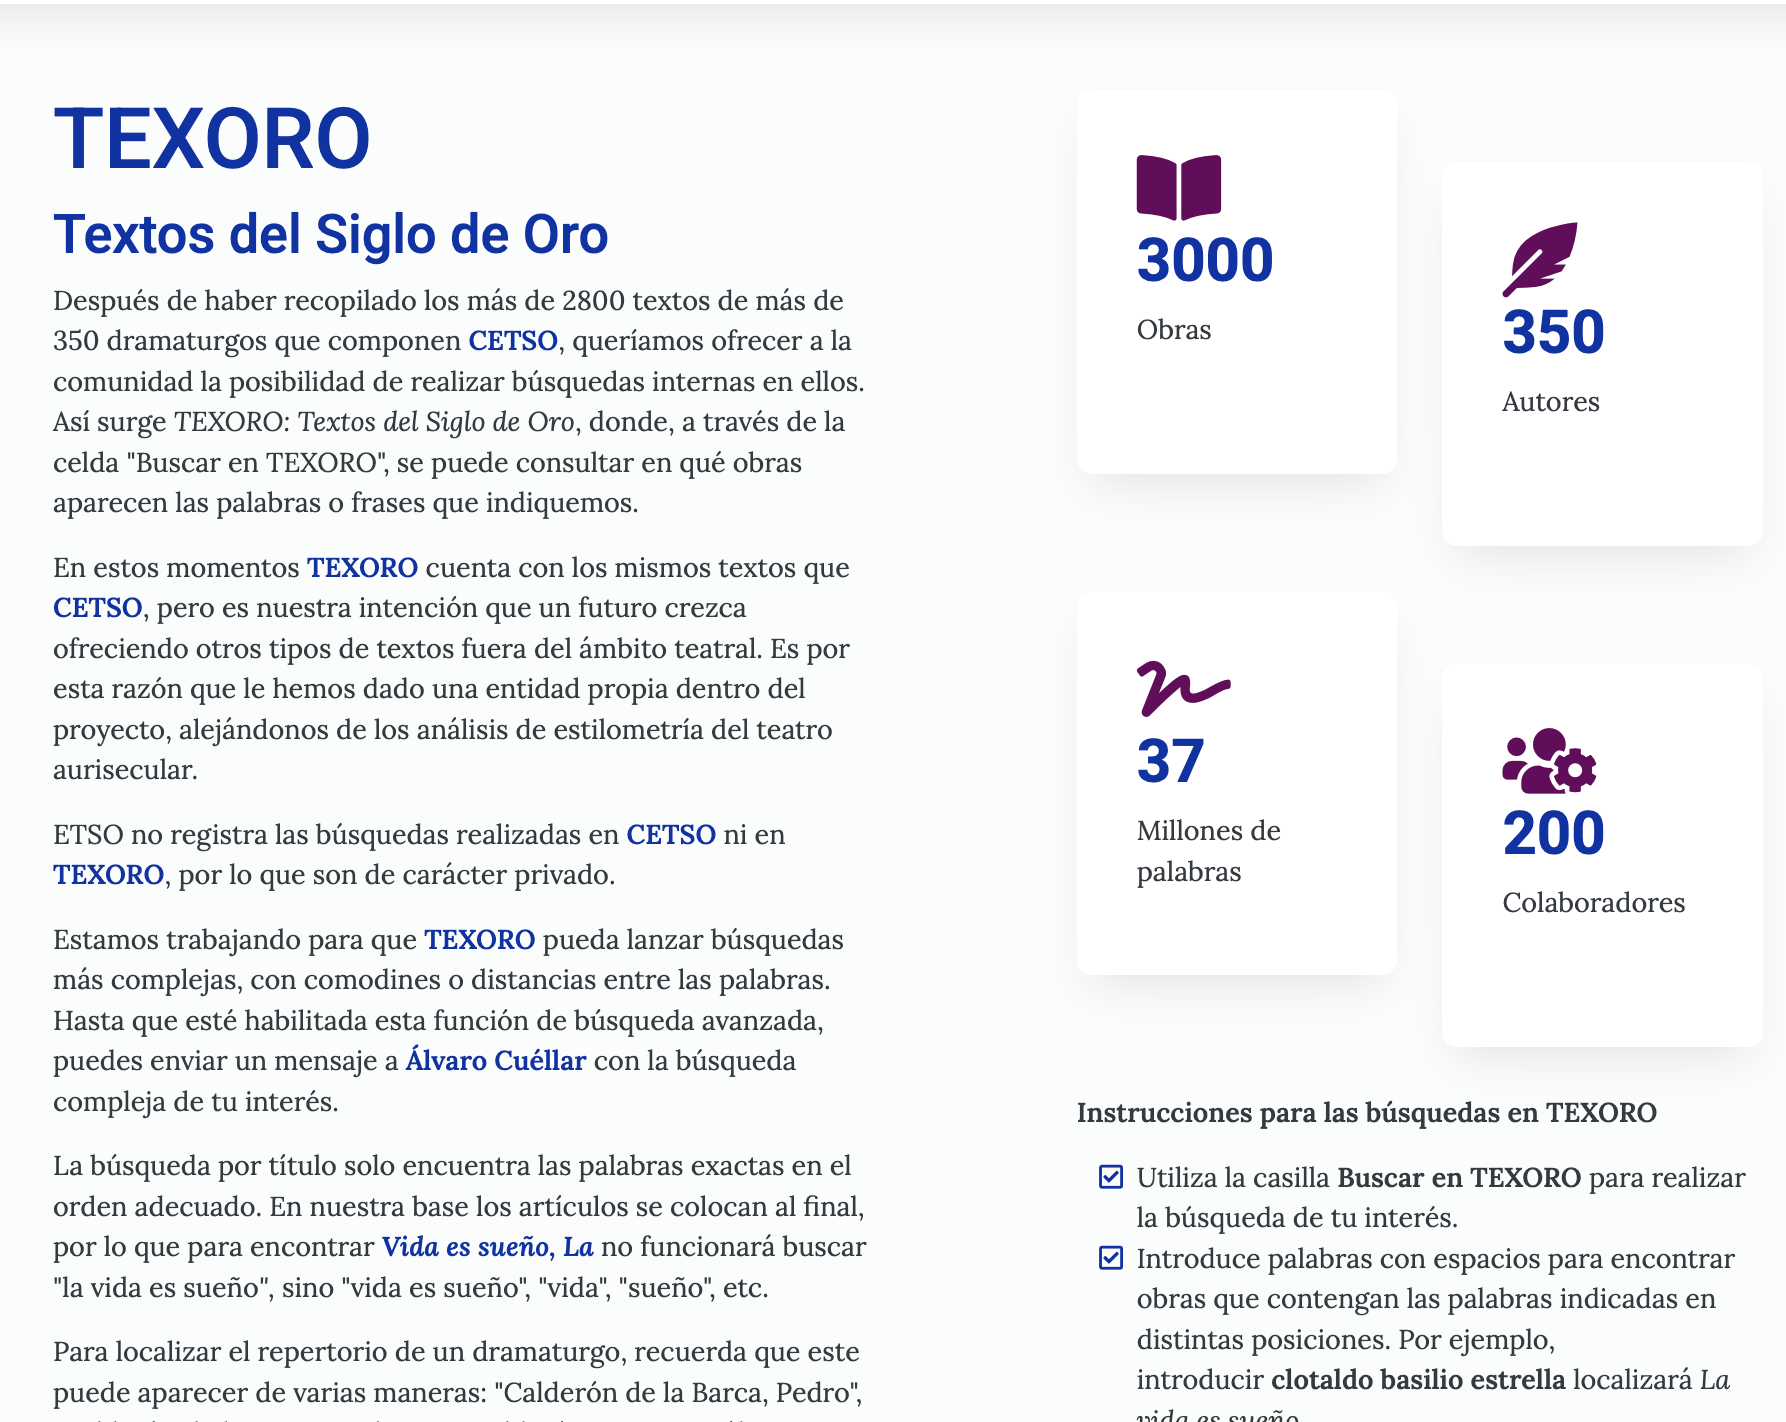 TEXORO
Textos del Siglo de Oro
Después de haber recopilado los más de 2800 textos de más de
350 dramaturgos que componen CETSO, queríamos ofrecer a la
comunidad la posibilidad de realizar búsquedas internas en ellos.
Así surge TEXORO: Textos del Siglo de Oro, donde, a través de la
celda "Buscar en TEXORO", se puede consultar en qué obras
aparecen las palabras o frases que indiquemos.
En estos momentos TEXORO cuenta con los mismos textos que
CETSO, pero es nuestra intención que un futuro crezca
ofreciendo otros tipos de textos fuera del ámbito teatral. Es por
esta razón que le hemos dado una entidad propia dentro del
proyecto, alejándonos de los análisis de estilometría del teatro
aurisecular.
ETSO no registra las búsquedas realizadas en CETSO ni en
TEXORO, por lo que son de carácter privado.
Estamos trabajando para que TEXORO pueda lanzar búsquedas
más complejas, con comodines o distancias entre las palabras.
Hasta que esté habilitada esta función de búsqueda avanzada,
puedes enviar un mensaje a Álvaro Cuéllar con la búsqueda
compleja de tu interés.
La búsqueda por título solo encuentra las palabras exactas en el
orden adecuado. En nuestra base los artículos se colocan al final,
por lo que para encontrar Vida es sueño, La no funcionará buscar
"la vida es sueño", sino "vida es sueño", "vida", "sueño", etc.
Para localizar el repertorio de un dramaturgo, recuerda que este
puede aparecer de varias maneras: "Calderón de la Barca, Pedro",
3000
Obras
350
Autores
37
Millones de
palabras
200
Colaboradores
Instrucciones para las búsquedas en TEXORO
Utiliza la casilla Buscar en TEXORO para realizar
la búsqueda de tu interés.
Introduce palabras con espacios para encontrar
obras que contengan las palabras indicadas en
distintas posiciones. Por ejemplo,
introducir clotaldo basilio estrella localizará La
vida es sueño